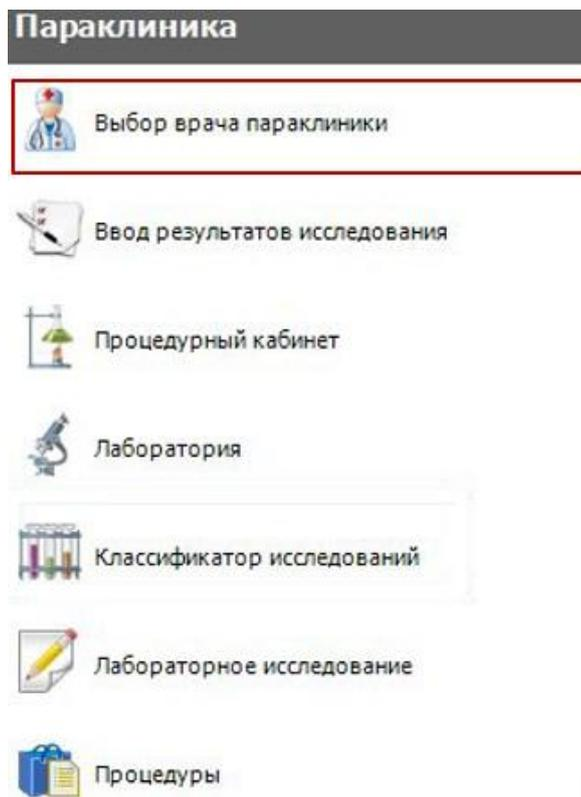 Параклиника
Выбор врача параклиники
Ввод результатов исследования
Процедурный кабинет
Лаборатория
Классификатор исследований
Лабораторное исследование
Процедуры